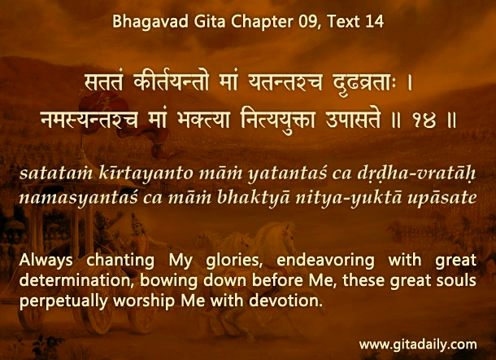 Bhagavad Gita Chapter 09, Text 14
सततं कीर्तयन्तो मां यतन्तश्च दृढव्रताः ।
नमस्यन्तश्च मां भक्त्या नित्ययुक्ता उपासते ॥ १४ ॥
satataṁ kīrtayanto māṁ yatantaś ca dṛḍha-vratāḥ
namasyantaś ca māṁ bhaktyā nitya-yuktā upāsate
Always chanting My glories, endeavoring with great
determination, bowing down before Me, these great souls
perpetually worship Me with devotion.
www.gitadaily.com